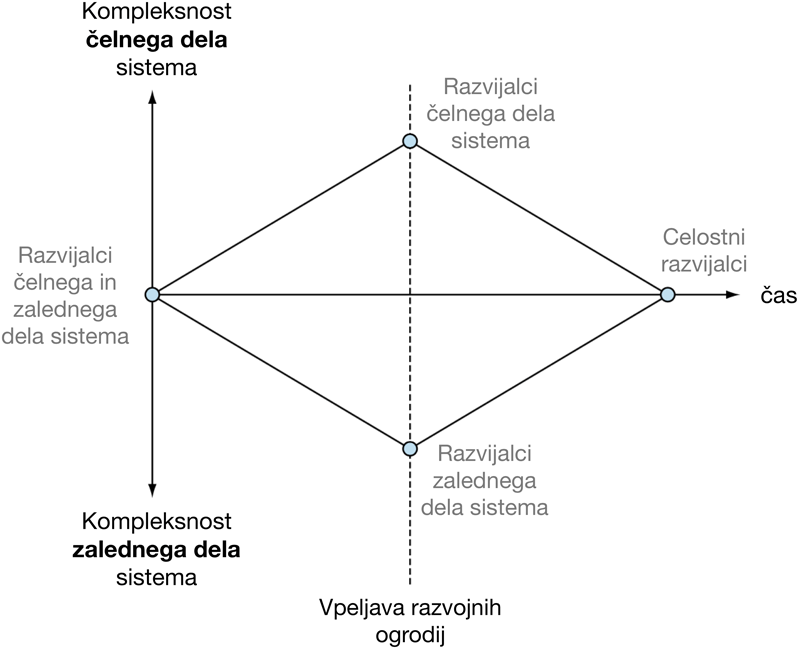 Kompleksnost
čelnega dela
sistema
Razvijalci
čelnega dela
sistema
Razvijalci
čelnega in
zalednega
dela sistema
Celostni
razvijalci
čas
Razvijalci
zalednega
dela sistema
Kompleksnost
zalednega dela
sistema
Vpeljava razvojnih
ogrodij